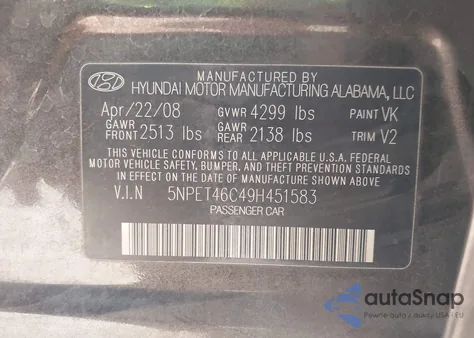 MANUFACTURED BY
HYUNDAI MOTOR MANUFACTURING ALABAMA, LLC
Apr/22/08 GVWR 4299 lbs PAINT VK
GAWR FRONT 2513 lbs GAWR REAR 2138 lbs TRIM V2
THIS VEHICLE CONFORMS TO ALL APPLICABLE U.S.A. FEDERAL
MOTOR VEHICLE SAFETY, BUMPER, AND THEFT PREVENTION
STANDARDS IN EFFECT ON THE DATE OF MANUFACTURE SHOWN ABOVE.
V.I.N 5NPET46C49H451583
PASSENGER CAR
autoSnap